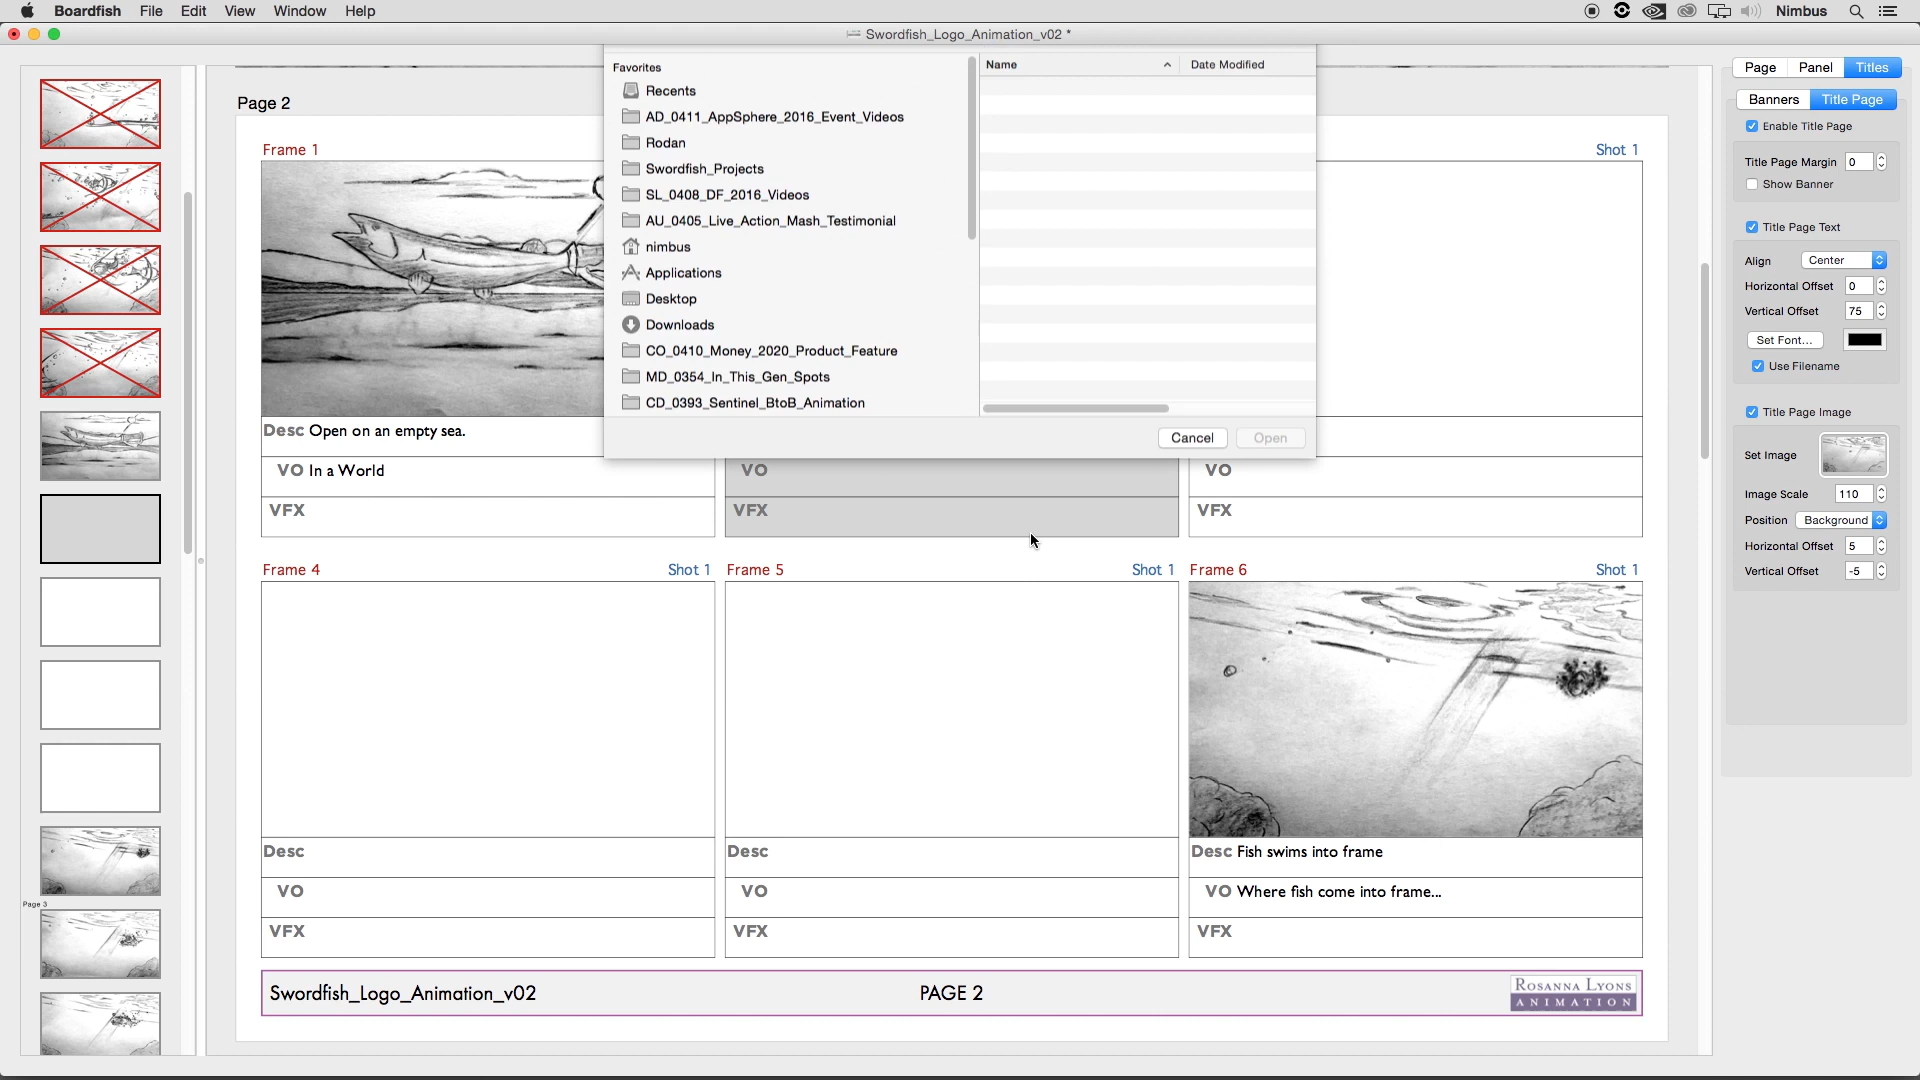 Boardfish File Edit View Window Help
Nimbus
Swordfish_Logo_Animation_v02 *
Page 3
Page 2
Frame 1
Shot 1
Desc Open on an empty sea.
VO In a World
VFX
VO
VFX
VO
VFX
Favorites
Recents
AD_0411_AppSphere_2016_Event_Videos
Rodan
Swordfish_Projects
SL_0408_DF_2016_Videos
AU_0405_Live_Action_Mash_Testimonial
nimbus
Applications
Desktop
Downloads
CO_0410_Money_2020_Product_Feature
MD_0354_In_This_Gen_Spots
CD_0393_Sentinel_BtoB_Animation
Name Date Modified
Cancel Open
Frame 4 Shot 1
Desc
VO
VFX
Frame 5 Shot 1
Desc
VO
VFX
Frame 6 Shot 1
Desc Fish swims into frame
VO Where fish come into frame...
VFX
Swordfish_Logo_Animation_v02 PAGE 2
ROSANNA LYONS
ANIMATION
Page Panel Titles
Banners Title Page
Enable Title Page
Title Page Margin 0
Show Banner
Title Page Text
Align Center
Horizontal Offset 0
Vertical Offset 75
Set Font...
Use Filename
Title Page Image
Set Image
Image Scale 110
Position Background
Horizontal Offset 5
Vertical Offset -5